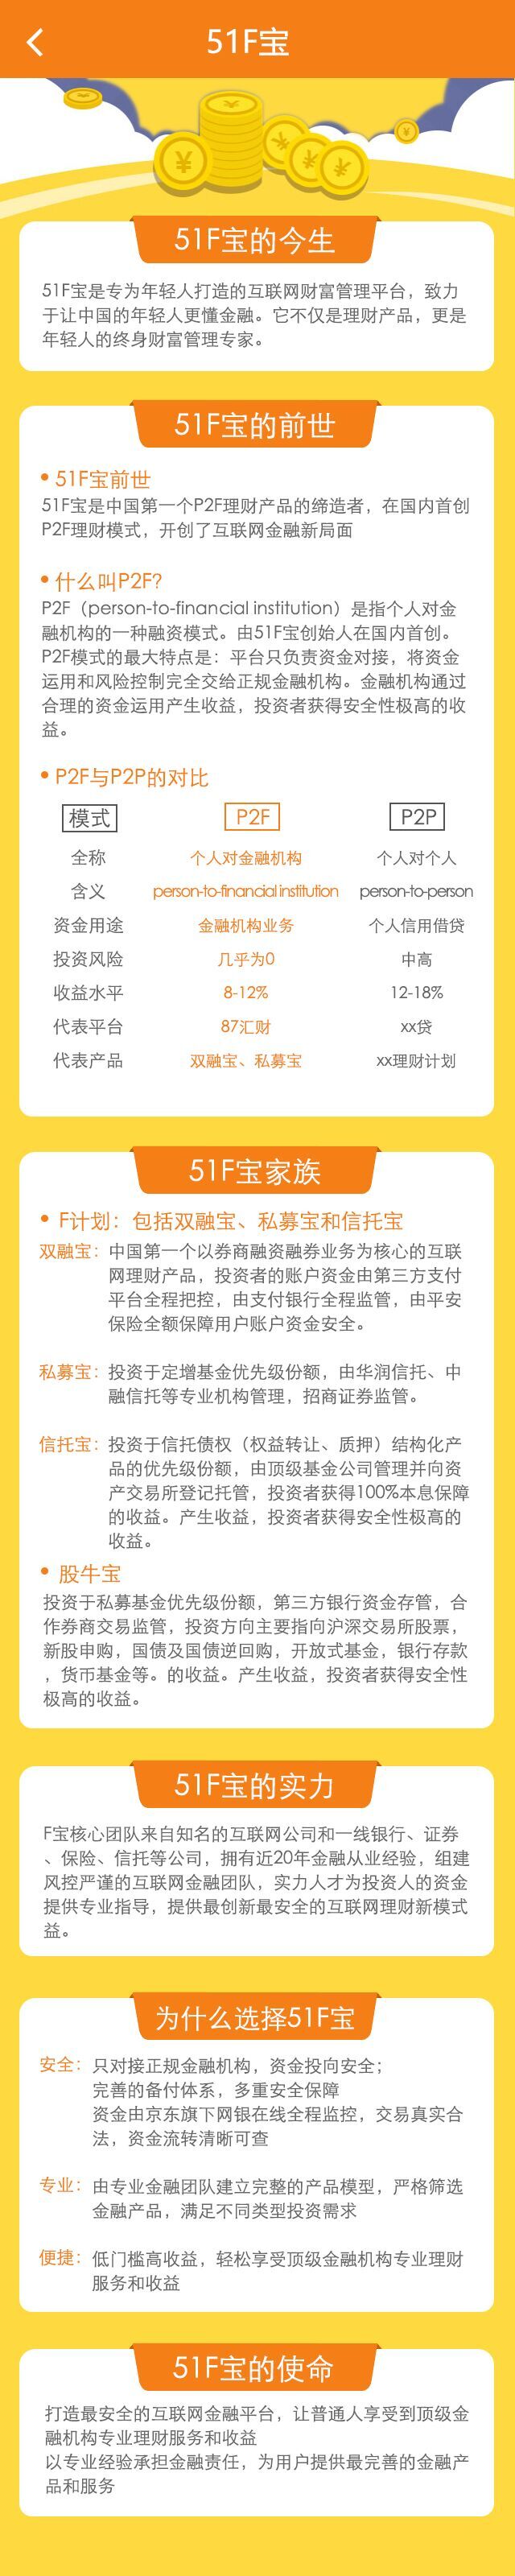 51F宝
51F宝的今生
51F宝是专为年轻人打造的互联网财富管理平台，致力
于让中国的年轻人更懂金融。它不仅是理财产品，更是
年轻人的终身财富管理专家。
51F宝的前世
• 51F宝前世
51F宝是中国第一个P2F理财产品的缔造者，在国内首创
P2F理财模式，开创了互联网金融新局面
• 什么叫P2F?
P2F（person-to-financial institution）是指个人对金
融机构的一种融资模式。由51F宝创始人在国内首创。
P2F模式的最大特点是：平台只负责资金对接，将资金
运用和风险控制完全交给正规金融机构。金融机构通过
合理的资金运用产生收益，投资者获得安全性极高的收
益。
• P2F与P2P的对比
模式 P2F P2P
全称 个人对金融机构 个人对个人
含义 person-to-financial institution person-to-person
资金用途 金融机构业务 个人信用借贷
投资风险 几乎为0 中高
收益水平 8-12% 12-18%
代表平台 87汇财 xx贷
代表产品 双融宝、私募宝 xx理财计划
51F宝家族
• F计划：包括双融宝、私募宝和信托宝
双融宝：中国第一个以券商融资融券业务为核心的互联
网理财产品，投资者的账户资金由第三方支付
平台全程把控，由支付银行全程监管，由平安
保险全额保障用户账户资金安全。
私募宝：投资于定增基金优先级份额，由华润信托、中
融信托等专业机构管理，招商证券监管。
信托宝：投资于信托债权（权益转让、质押）结构化产
品的优先级份额，由顶级基金公司管理并向资
产交易所登记托管，投资者获得100%本息保障
的收益。产生收益，投资者获得安全性极高的
收益。
• 股牛宝
投资于私募基金优先级份额，第三方银行资金存管，合
作券商交易监管，投资方向主要指向沪深交易所股票，
新股申购，国债及国债逆回购，开放式基金，银行存款
，货币基金等。的收益。产生收益，投资者获得安全性
极高的收益。
51F宝的实力
F宝核心团队来自知名的互联网公司和一线银行、证券
、保险、信托等公司，拥有近20年金融从业经验，组建
风控严谨的互联网金融团队，实力人才为投资人的资金
提供专业指导，提供最创新最安全的互联网理财新模式
益。
为什么选择51F宝
安全：只对接正规金融机构，资金投向安全；
完善的备付体系，多重安全保障
资金由京东旗下网银在线全程监控，交易真实合
法，资金流转清晰可查
专业：由专业金融团队建立完整的产品模型，严格筛选
金融产品，满足不同类型投资需求
便捷：低门槛高收益，轻松享受顶级金融机构专业理财
服务和收益
51F宝的使命
打造最安全的互联网金融平台，让普通人享受到顶级金
融机构专业理财服务和收益
以专业经验承担金融责任，为用户提供最完善的金融产
品和服务